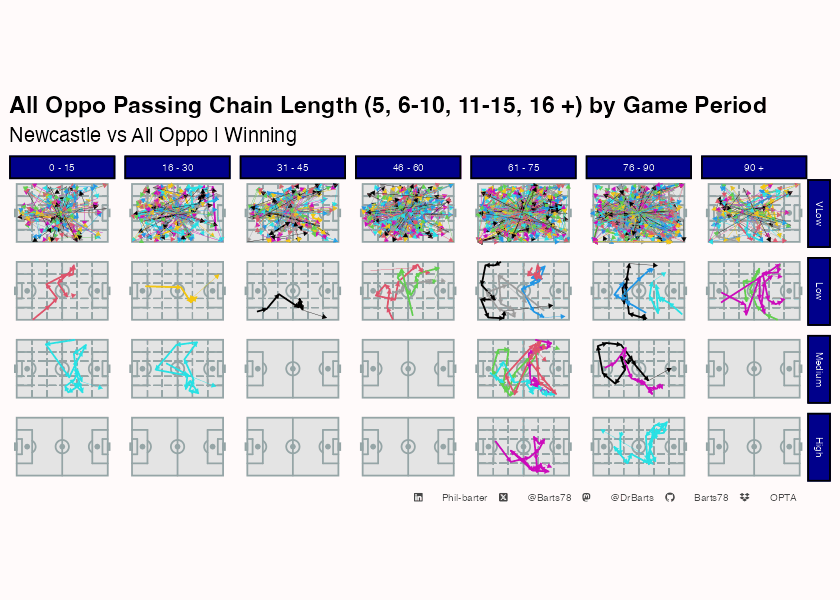 All Oppo Passing Chain Length (5, 6-10, 11-15, 16 +) by Game Period
Newcastle vs All Oppo I Winning
0 - 15 16 - 30 31 - 45 46 - 60 61 - 75 76 - 90 90 +
VLow
Low
Medium
High
Phil-barter @Barts78 @DrBarts Barts78 OPTA